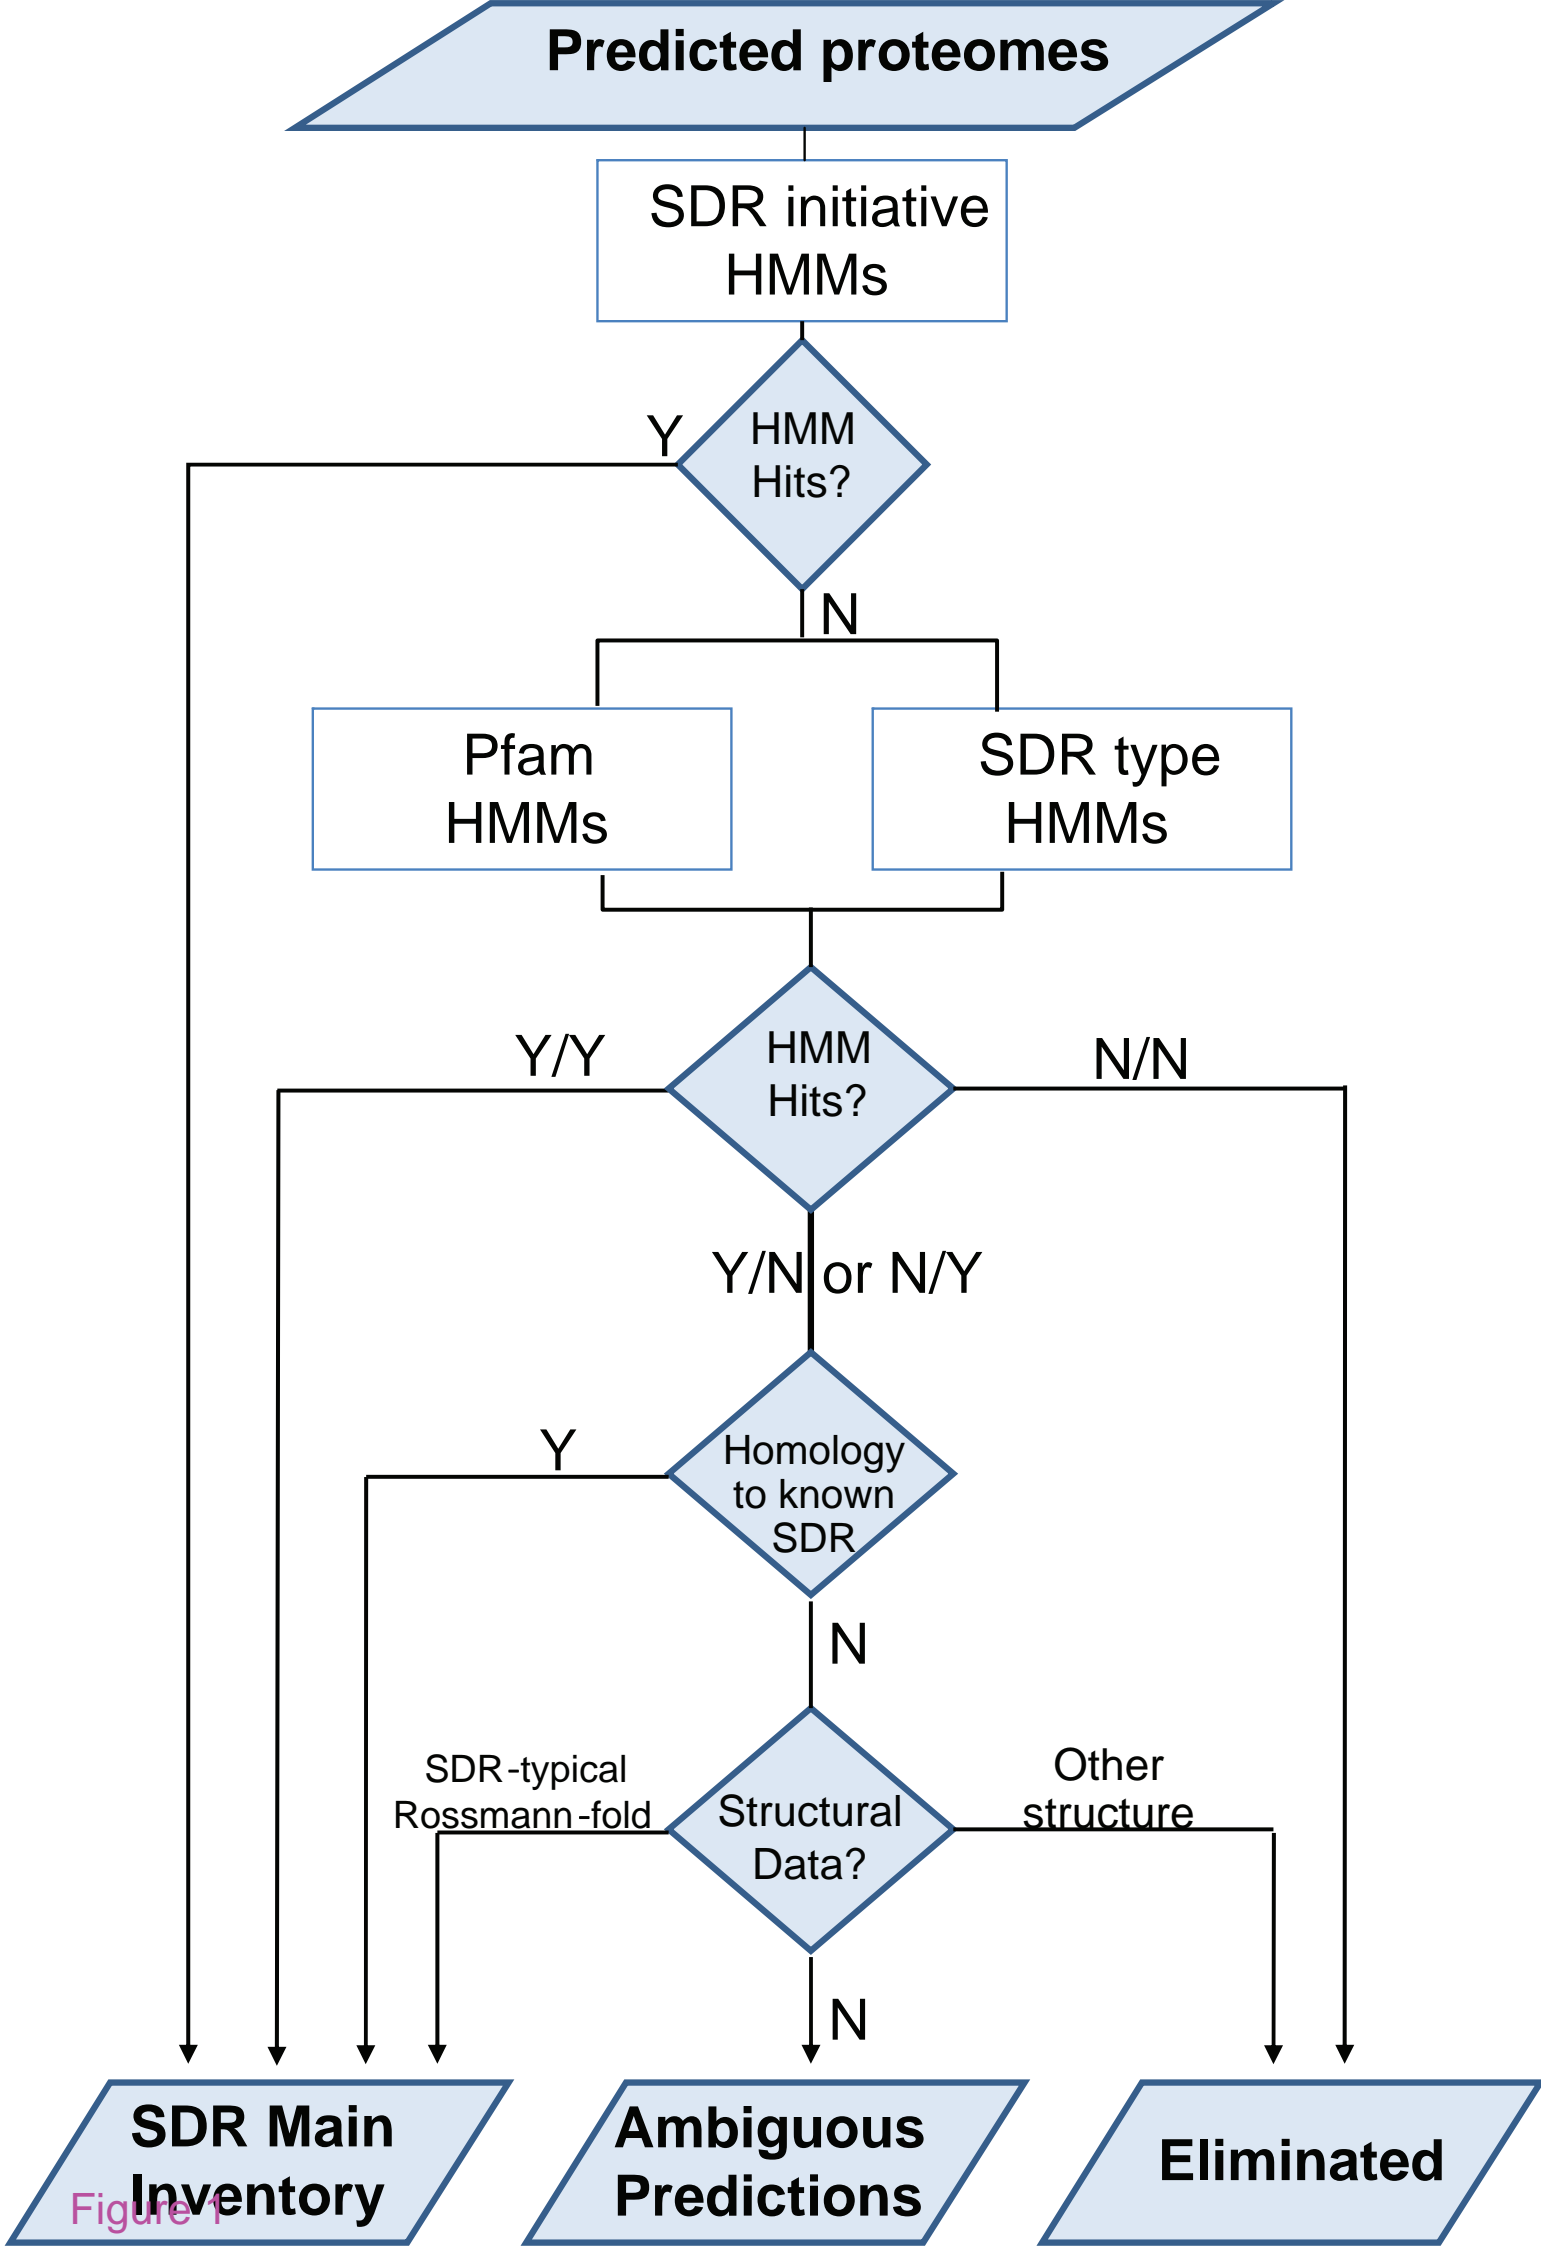 Predicted proteomes
SDR initiative
HMMs
Y
HMM
Hits?
N
Pfam
HMMs
SDR type
HMMs
Y/Y
HMM
Hits?
N/N
Y/N or N/Y
Y
Homology
to known
SDR
N
SDR-typical
Rossmann-fold
Structural
Data?
Other
structure
N
SDR Main
Inventory
Ambiguous
Predictions
Eliminated
Figure 1